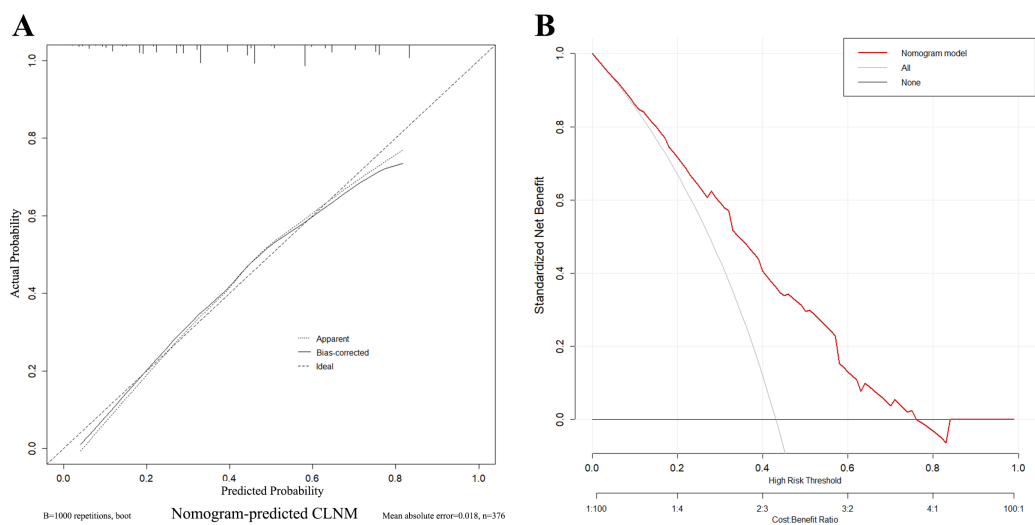 A
Actual Probability
1.0
0.8
0.6
0.4
0.2
0.0
Apparent
Bias-corrected
Ideal
0.0 0.2 0.4 0.6 0.8 1.0
Predicted Probability
B=1000 repetitions, boot Nomogram-predicted CLNM Mean absolute error=0.018, n=376
B
Standardized Net Benefit
1.0
0.8
0.6
0.4
0.2
0.0
Nomogram model
All
None
0.0 0.2 0.4 0.6 0.8 1.0
High Risk Threshold
1:100 1:4 2:3 3:2 4:1 100:1
Cost:Benefit Ratio